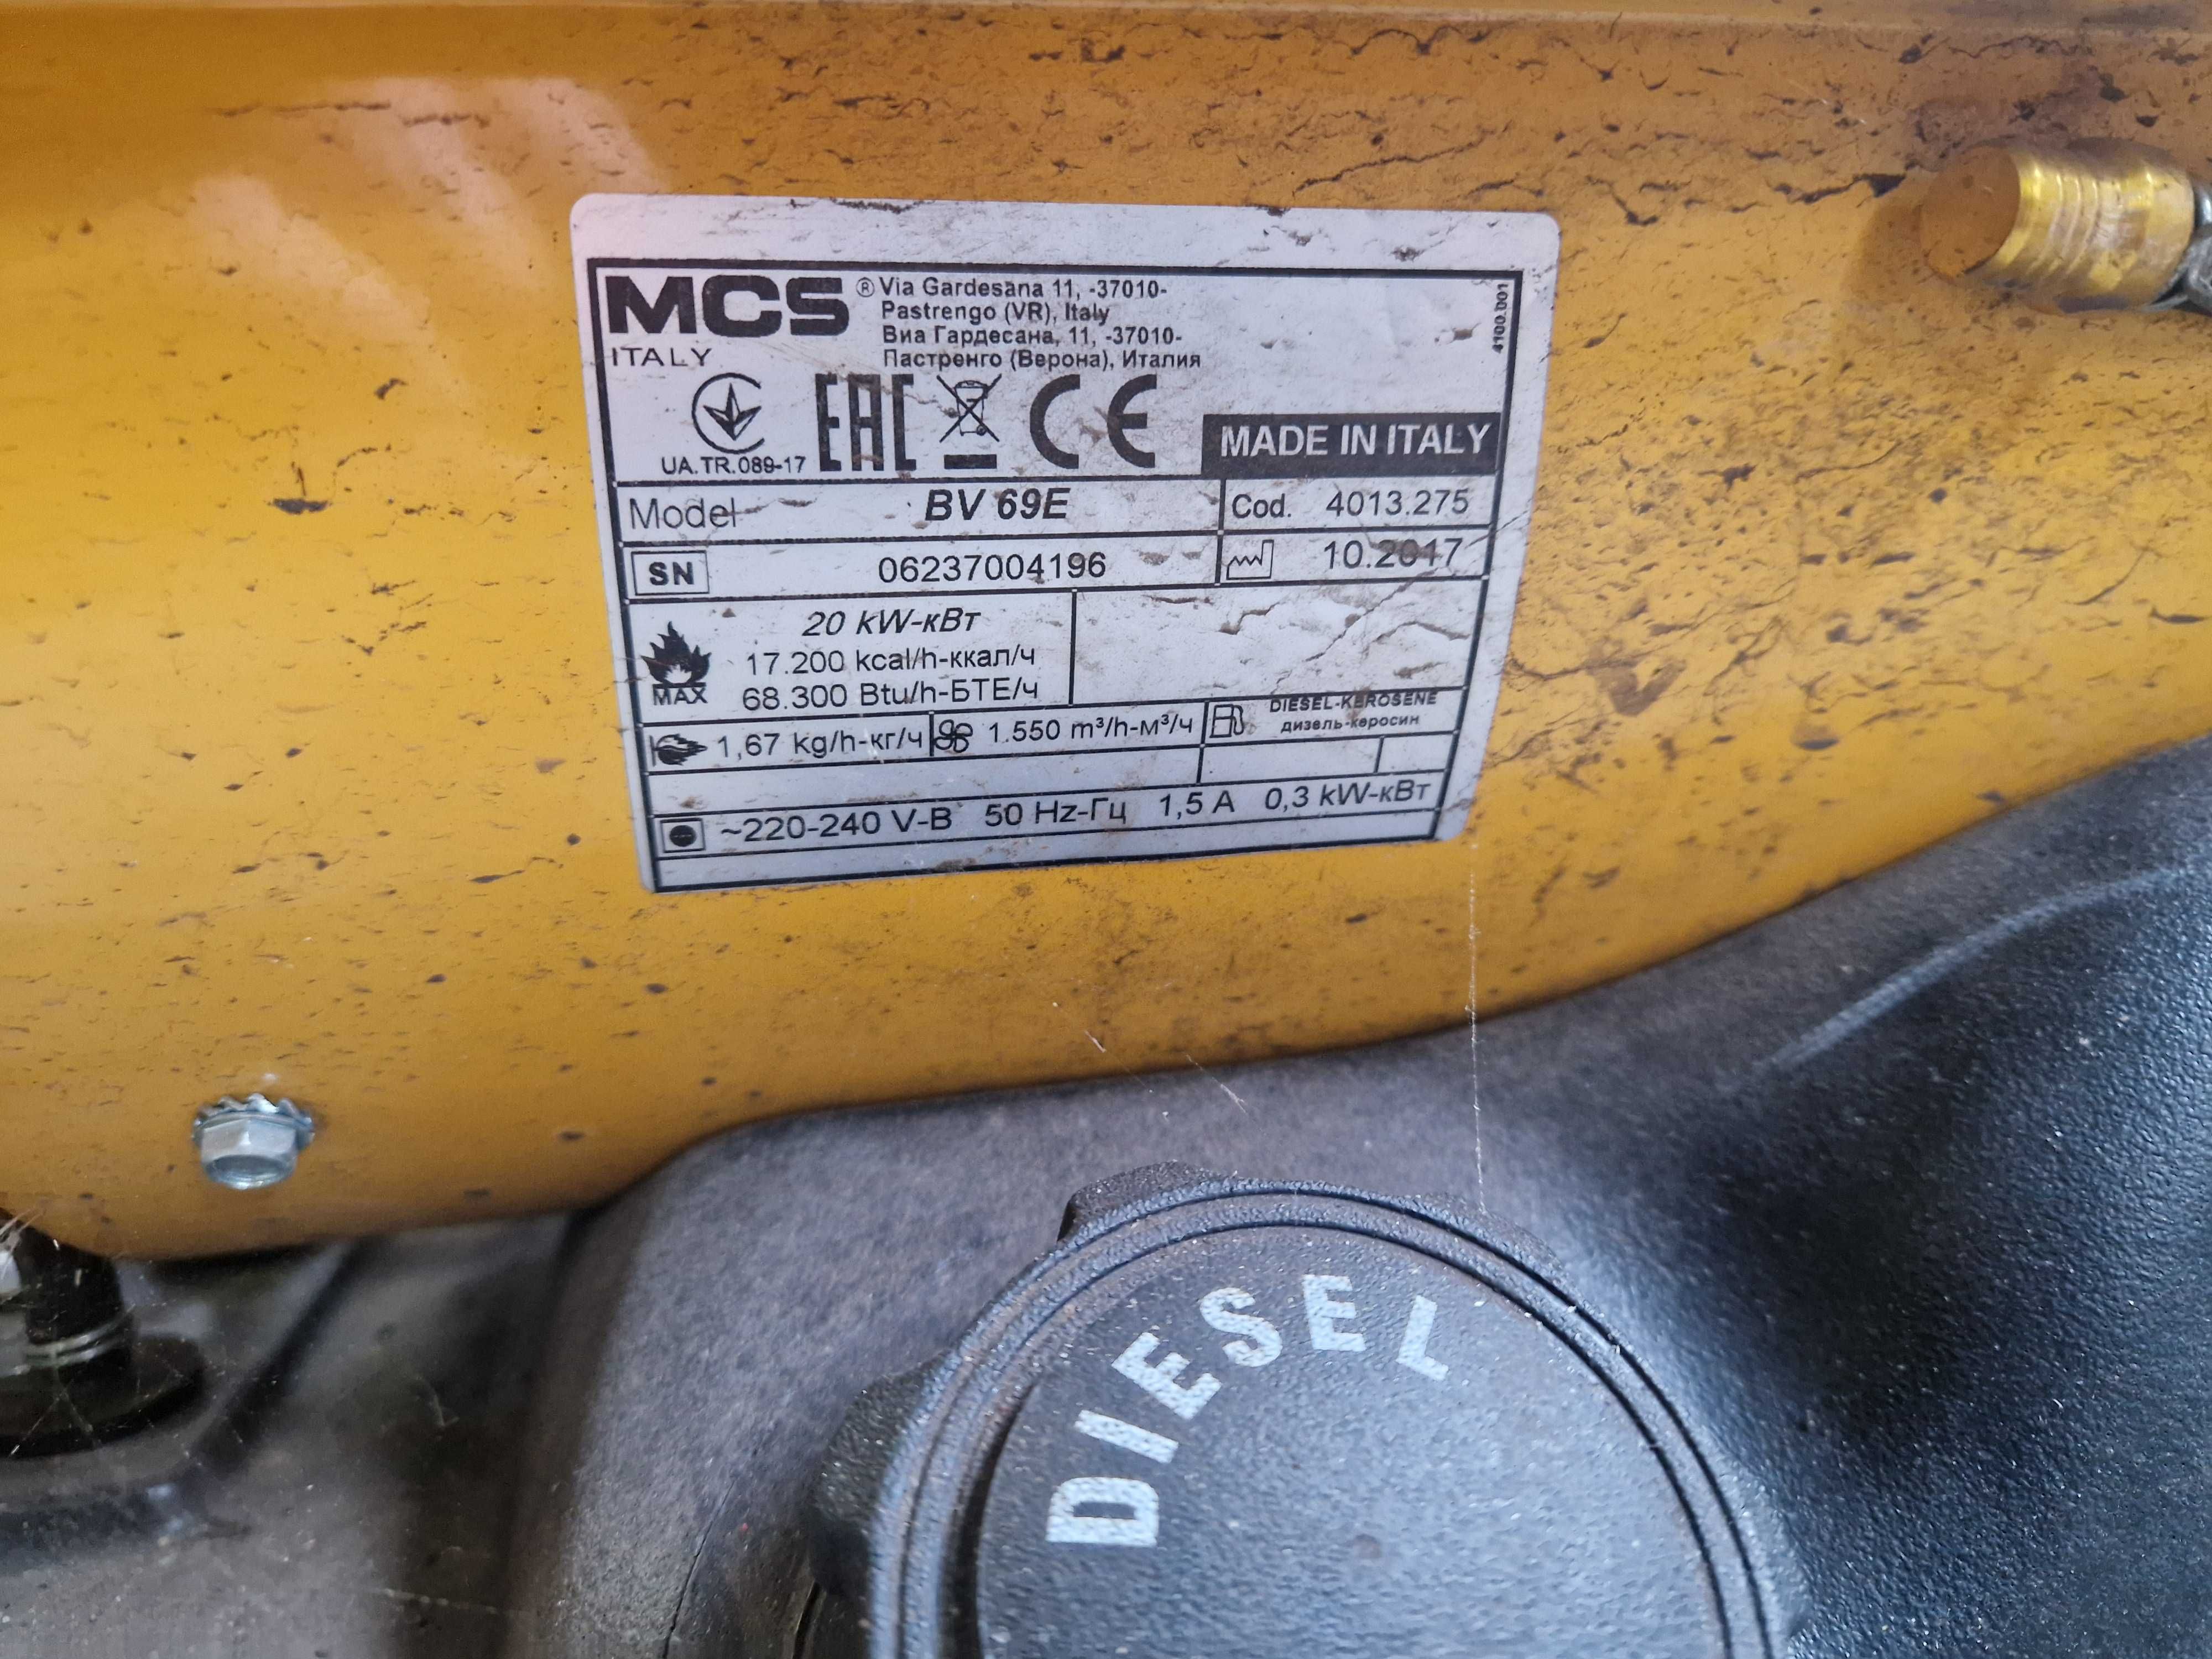 MCS ® Via Gardesana 11, -37010-
Pastrengo (VR), Italy
Виа Гардесана, 11, -37010-
ITALY Пастренго (Верона), Италия
4100.001
UA.TR.089-17 EAC CE MADE IN ITALY
Model BV 69E Cod. 4013.275
SN 06237004196 10.2017
20 kW-кВт
17.200 kcal/h-ккал/ч
MAX 68.300 Btu/h-БТЕ/ч
1,67 kg/h-кг/ч 1.550 m³/h-м³/ч DIESEL-KEROSENE
дизель-керосин
~220-240 V-В 50 Hz-Гц 1,5 A 0,3 kW-кВт
DIESEL